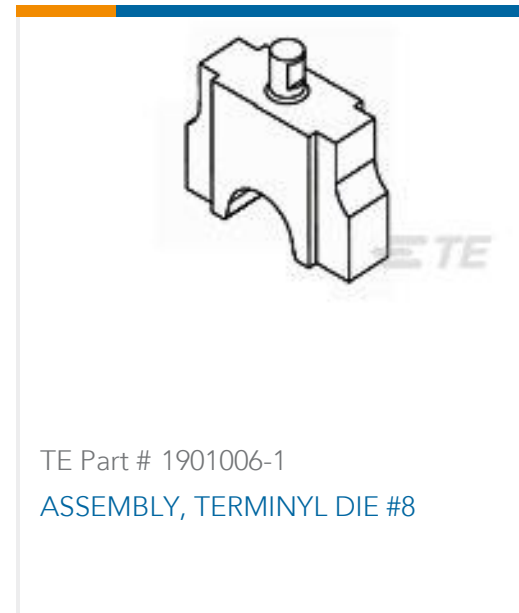 TE
TE Part # 1901006-1
ASSEMBLY, TERMINYL DIE #8